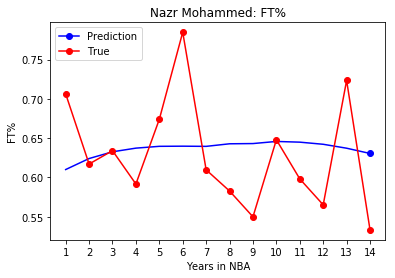 Nazr Mohammed: FT%
Prediction
True
FT%
0.75
0.70
0.65
0.60
0.55
1 2 3 4 5 6 7 8 9 10 11 12 13 14
Years in NBA